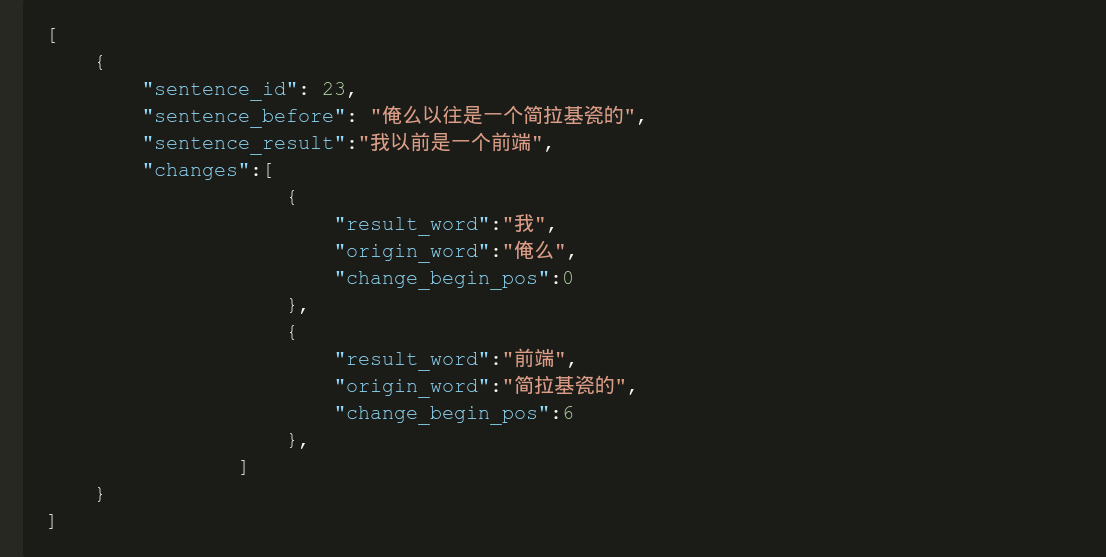 [
    {
        "sentence_id": 23,
        "sentence_before": "俺么以往是一个简拉基瓷的",
        "sentence_result":"我以前是一个前端",
        "changes":[
                    {
                        "result_word":"我",
                        "origin_word":"俺么",
                        "change_begin_pos":0
                    },
                    {
                        "result_word":"前端",
                        "origin_word":"简拉基瓷的",
                        "change_begin_pos":6
                    },
                ]
    }
]